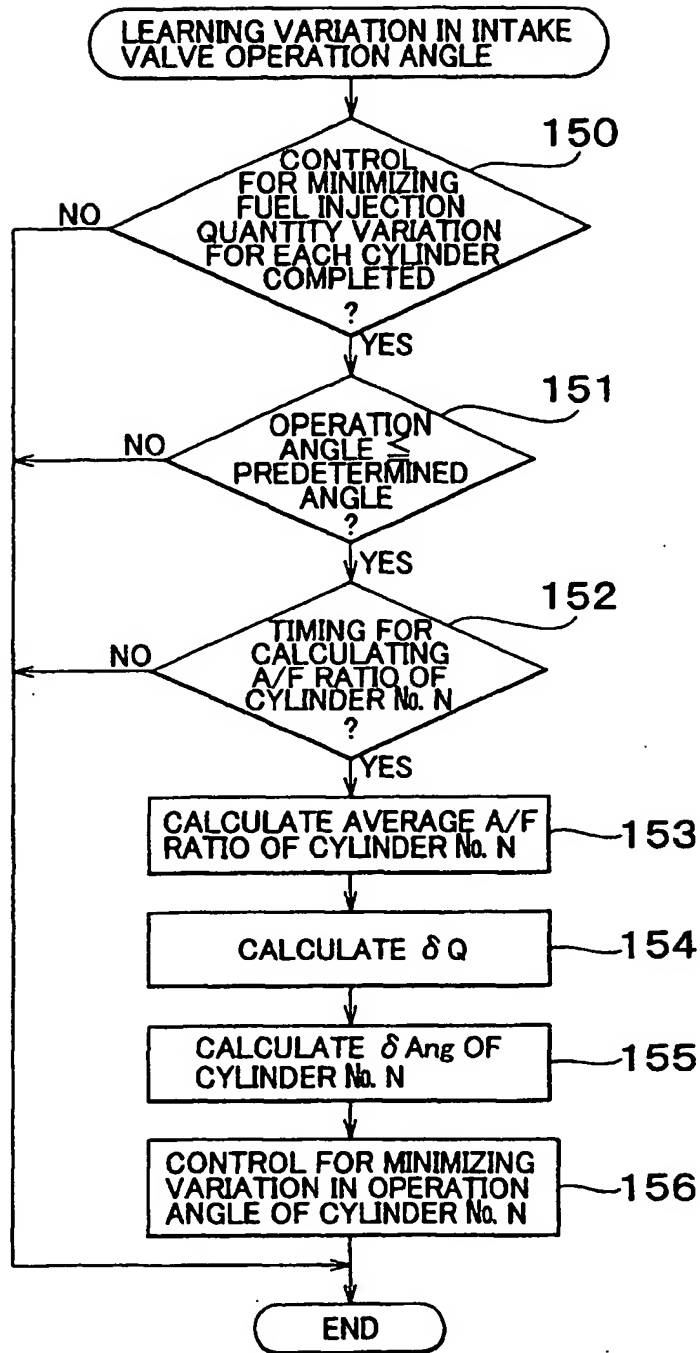 LEARNING VARIATION IN INTAKE
VALVE OPERATION ANGLE
150
CONTROL
FOR MINIMIZING
FUEL INJECTION
QUANTITY VARIATION
FOR EACH CYLINDER
COMPLETED
?
NO
YES
151
OPERATION
ANGLE ≦
PREDETERMINED
ANGLE
?
NO
YES
152
TIMING FOR
CALCULATING
A/F RATIO OF
CYLINDER No. N
?
NO
YES
CALCULATE AVERAGE A/F
RATIO OF CYLINDER No. N
153
CALCULATE δ Q
154
CALCULATE δ Ang OF
CYLINDER No. N
155
CONTROL FOR MINIMIZING
VARIATION IN OPERATION
ANGLE OF CYLINDER No. N
156
END